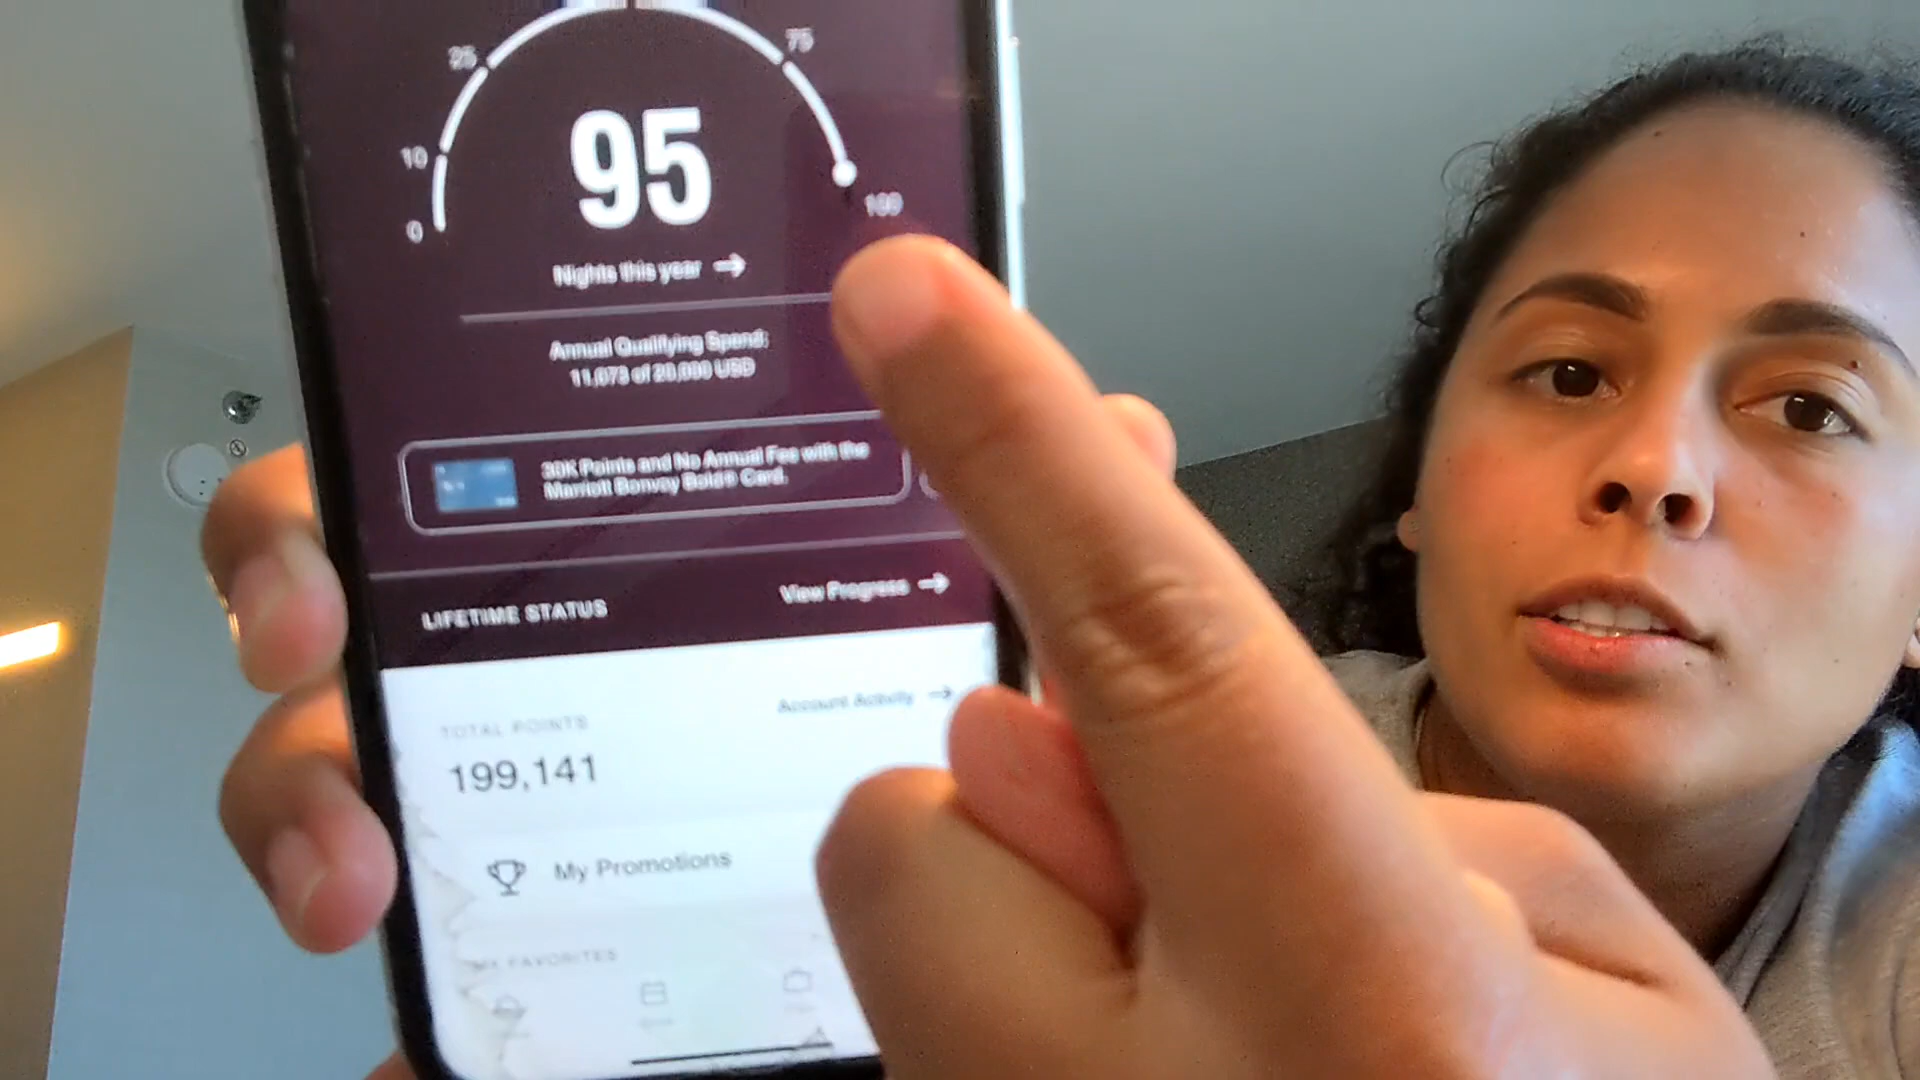 25
75
95
10
100
0
Nights this year →
Annual Qualifying Spend:
11,073 of 20,000 USD
30K Points and No Annual Fee with the
Marriott Bonvoy Bold® Card.
View Progress →
LIFETIME STATUS
Account Activity →
TOTAL POINTS
199,141
My Promotions
MY FAVORITES